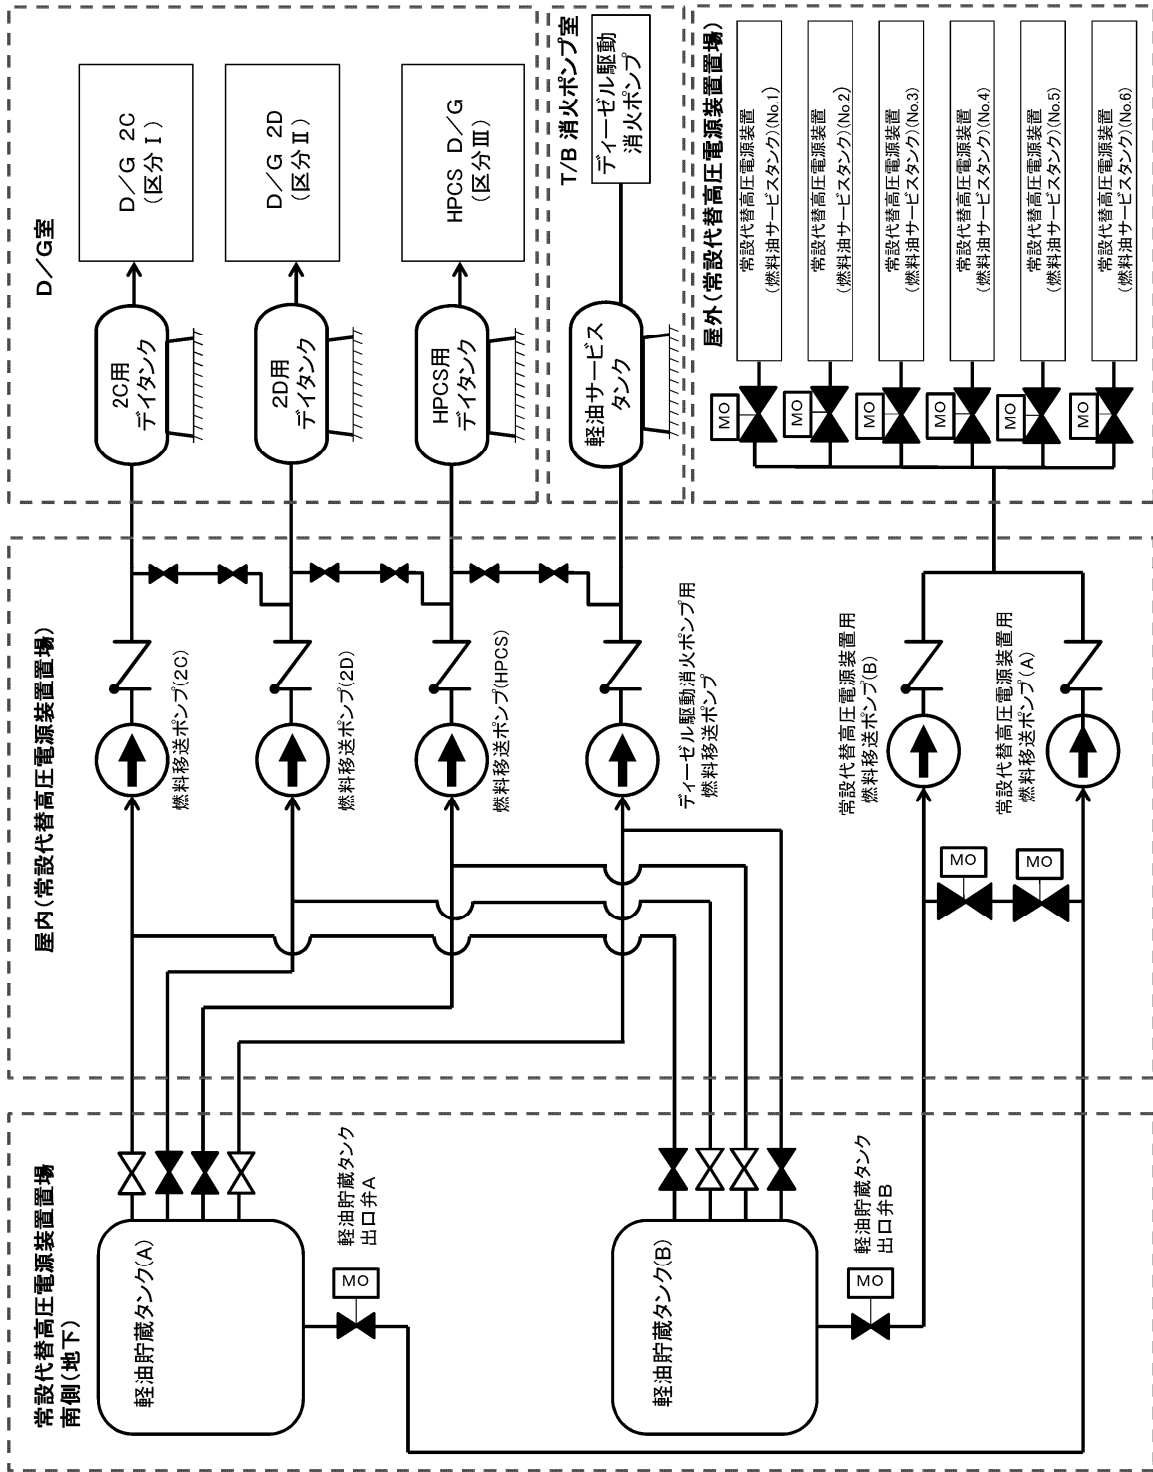 D／G室
D／G 2C
（区分Ⅰ）
D／G 2D
（区分Ⅱ）
HPCS D／G
（区分Ⅲ）
2C用
デイタンク
2D用
デイタンク
HPCS用
デイタンク
T/B 消火ポンプ室
ディーゼル駆動
消火ポンプ
軽油サービス
タンク
屋外（常設代替高圧電源装置置場）
常設代替高圧電源装置
（燃料油サービスタンク）（No.1）
常設代替高圧電源装置
（燃料油サービスタンク）（No.2）
常設代替高圧電源装置
（燃料油サービスタンク）（No.3）
常設代替高圧電源装置
（燃料油サービスタンク）（No.4）
常設代替高圧電源装置
（燃料油サービスタンク）（No.5）
常設代替高圧電源装置
（燃料油サービスタンク）（No.6）
MO
MO
MO
MO
MO
MO
屋内（常設代替高圧電源装置置場）
燃料移送ポンプ(2C)
燃料移送ポンプ(2D)
燃料移送ポンプ(HPCS)
ディーゼル駆動消火ポンプ用
燃料移送ポンプ
常設代替高圧電源装置用
燃料移送ポンプ(B)
常設代替高圧電源装置用
燃料移送ポンプ(A)
MO
MO
常設代替高圧電源装置置場
南側（地下）
軽油貯蔵タンク(A)
軽油貯蔵タンク
出口弁A
MO
軽油貯蔵タンク(B)
軽油貯蔵タンク
出口弁B
MO